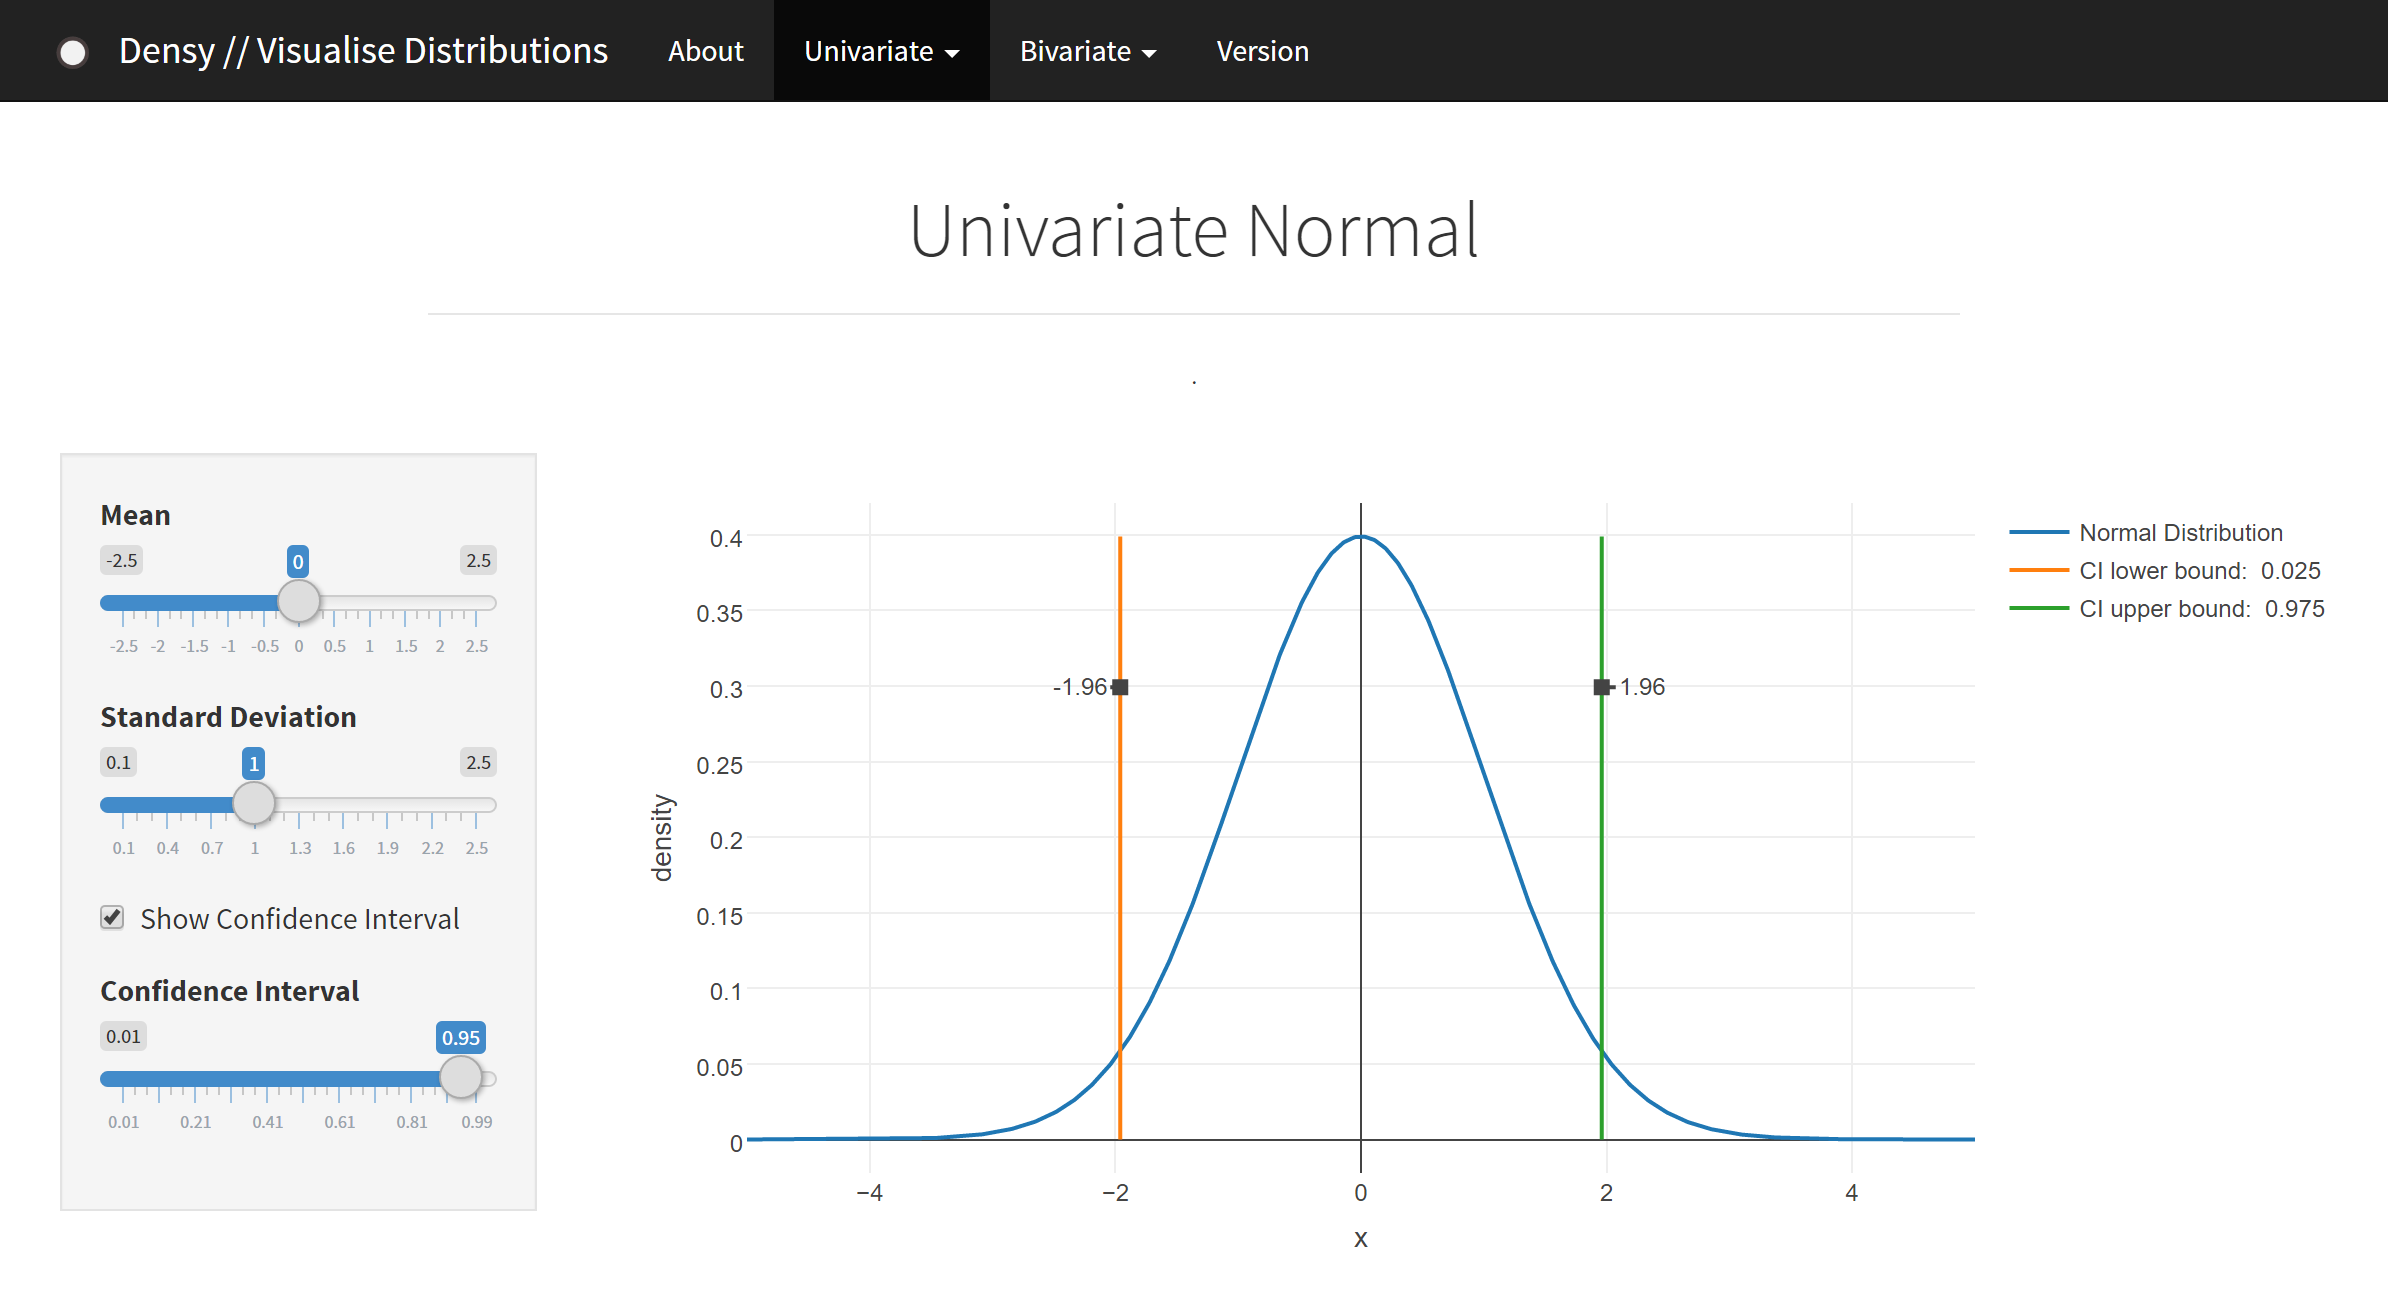 Densy // Visualise Distributions About Univariate Bivariate Version
Univariate Normal
.
Mean
-2.5 0 2.5
-2.5 -2 -1.5 -1 -0.5 0 0.5 1 1.5 2 2.5
Standard Deviation
0.1 1 2.5
0.1 0.4 0.7 1 1.3 1.6 1.9 2.2 2.5
Show Confidence Interval
Confidence Interval
0.01 0.95
0.01 0.21 0.41 0.61 0.81 0.99
density
0.4
0.35
0.3
0.25
0.2
0.15
0.1
0.05
0
-1.96 1.96
−4 −2 0 2 4
x
Normal Distribution
CI lower bound: 0.025
CI upper bound: 0.975